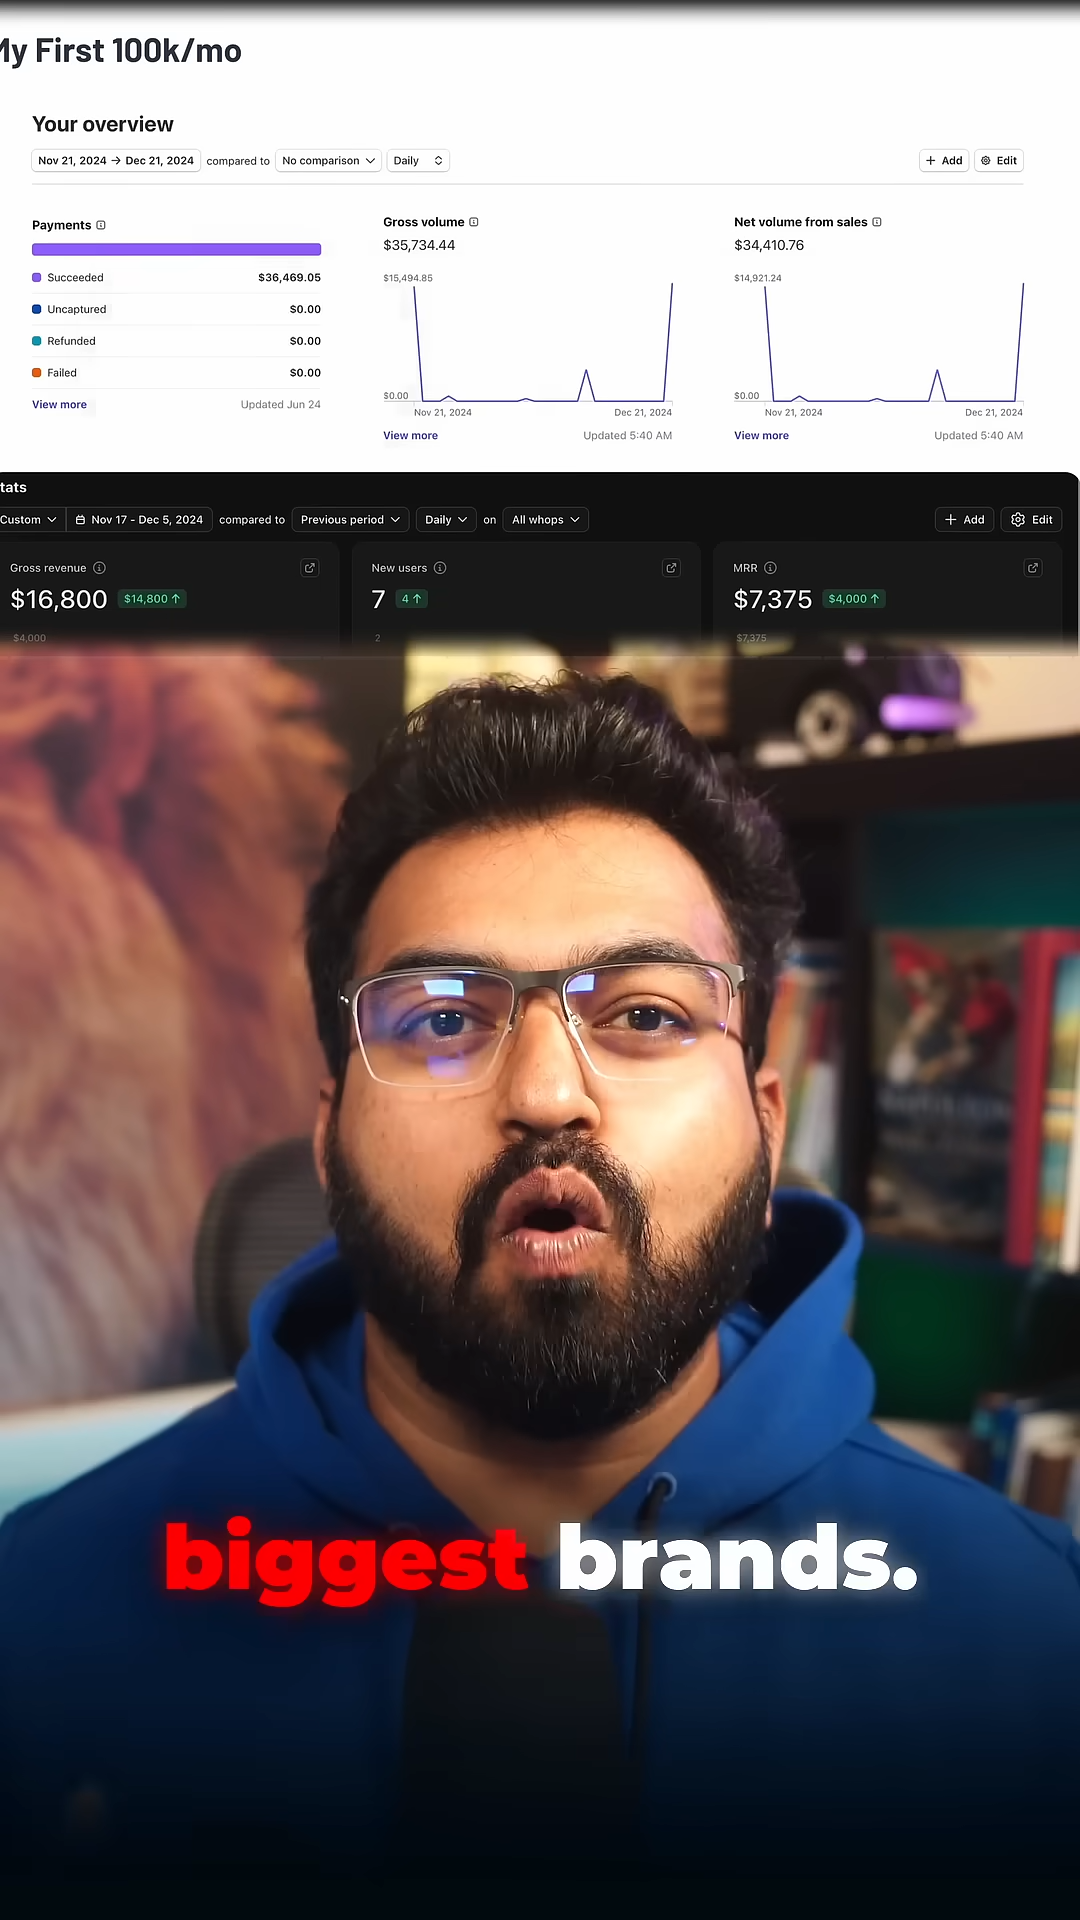 My First 100k/mo
Your overview
Nov 21, 2024 → Dec 21, 2024 compared to No comparison Daily Add Edit
Payments
Succeeded $36,469.05
Uncaptured $0.00
Refunded $0.00
Failed $0.00
View more Updated Jun 24
Gross volume
$35,734.44
$15,494.85
$0.00
Nov 21, 2024 Dec 21, 2024
View more Updated 5:40 AM
Net volume from sales
$34,410.76
$14,921.24
$0.00
Nov 21, 2024 Dec 21, 2024
View more Updated 5:40 AM
tats
Custom Nov 17 - Dec 5, 2024 compared to Previous period Daily on All whops Add Edit
Gross revenue
$16,800 $14,800 ↑
$4,000
New users
7 4 ↑
2
MRR
$7,375 $4,000 ↑
$7,375
biggest brands.